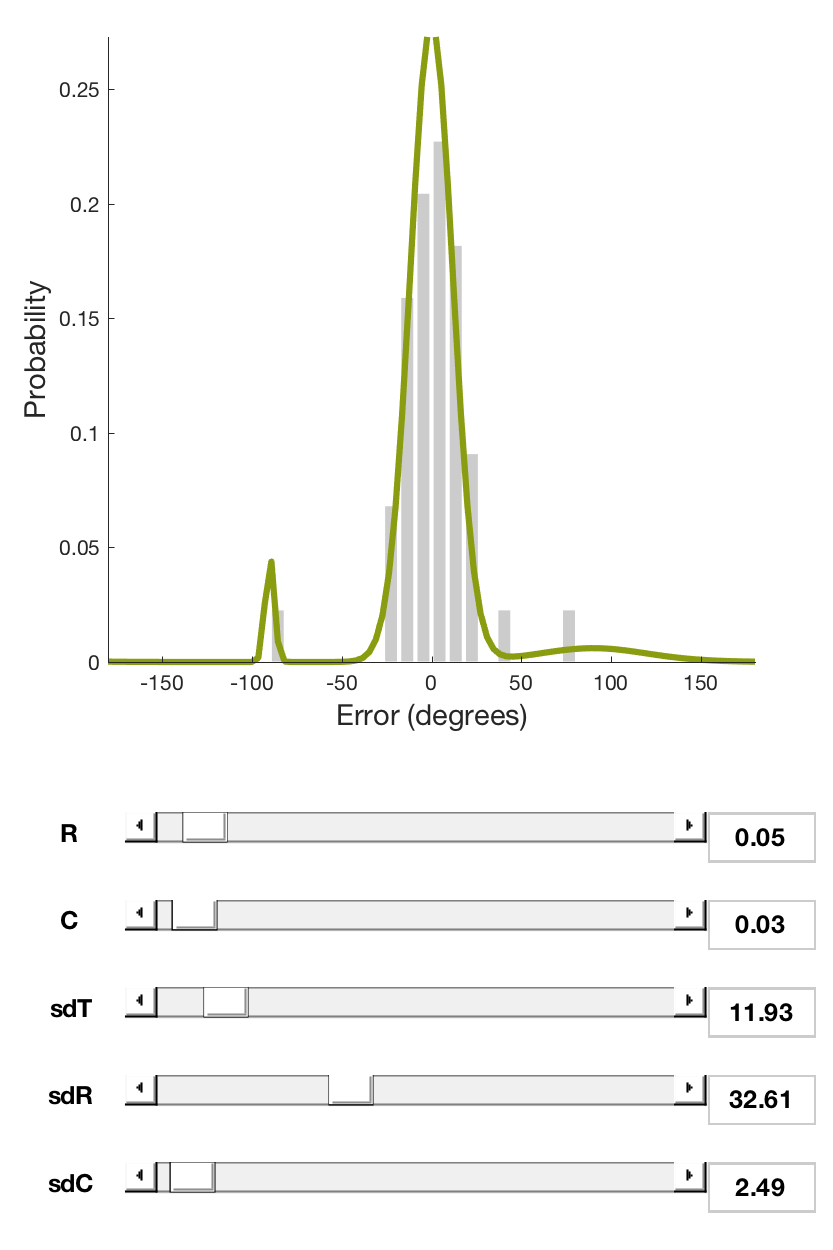 Probability
0.25
0.2
0.15
0.1
0.05
0
-150 -100 -50 0 50 100 150
Error (degrees)
R 0.05
C 0.03
sdT 11.93
sdR 32.61
sdC 2.49